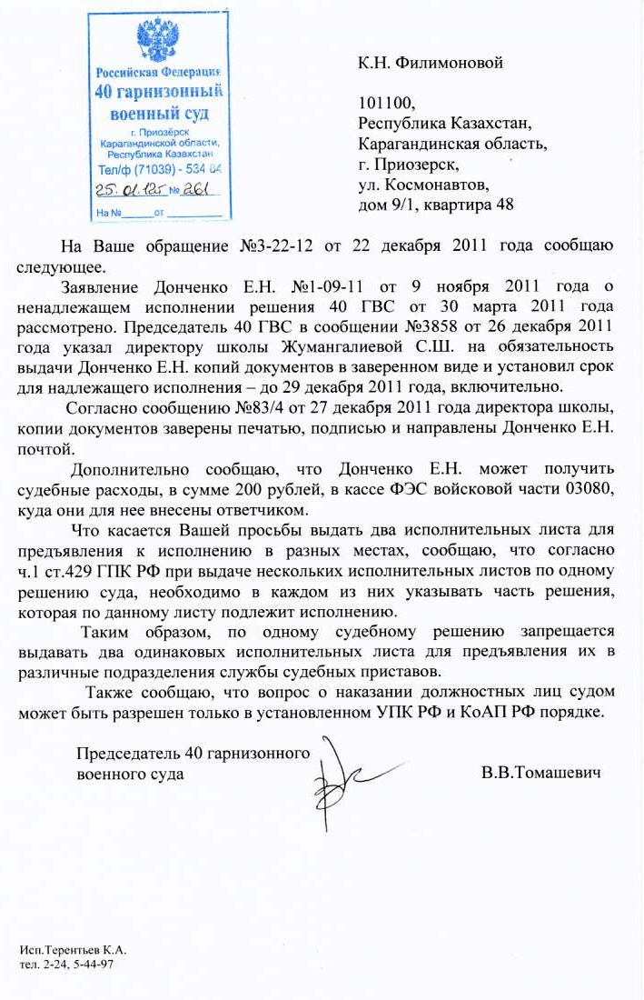 Российская Федерация
40 гарнизонный
военный суд
г. Приозёрск
Карагандинской области,
Республика Казахстан
Тел/ф (71039) - 534 84
25. 01.12г № 261
На №______от __________
К.Н. Филимоновой
101100,
Республика Казахстан,
Карагандинская область,
г. Приозерск,
ул. Космонавтов,
дом 9/1, квартира 48
На Ваше обращение №3-22-12 от 22 декабря 2011 года сообщаю
следующее.
Заявление Донченко Е.Н. №1-09-11 от 9 ноября 2011 года о
ненадлежащем исполнении решения 40 ГВС от 30 марта 2011 года
рассмотрено. Председатель 40 ГВС в сообщении №3858 от 26 декабря 2011
года указал директору школы Жумангалиевой С.Ш. на обязательность
выдачи Донченко Е.Н. копий документов в заверенном виде и установил срок
для надлежащего исполнения – до 29 декабря 2011 года, включительно.
Согласно сообщению №83/4 от 27 декабря 2011 года директора школы,
копии документов заверены печатью, подписью и направлены Донченко Е.Н.
почтой.
Дополнительно сообщаю, что Донченко Е.Н. может получить
судебные расходы, в сумме 200 рублей, в кассе ФЭС войсковой части 03080,
куда они для нее внесены ответчиком.
Что касается Вашей просьбы выдать два исполнительных листа для
предъявления к исполнению в разных местах, сообщаю, что согласно
ч.1 ст.429 ГПК РФ при выдаче нескольких исполнительных листов по одному
решению суда, необходимо в каждом из них указывать часть решения,
которая по данному листу подлежит исполнению.
Таким образом, по одному судебному решению запрещается
выдавать два одинаковых исполнительных листа для предъявления их в
различные подразделения службы судебных приставов.
Также сообщаю, что вопрос о наказании должностных лиц судом
может быть разрешен только в установленном УПК РФ и КоАП РФ порядке.
Председатель 40 гарнизонного
военного суда
В.В.Томашевич
Исп.Терентьев К.А.
тел. 2-24, 5-44-97